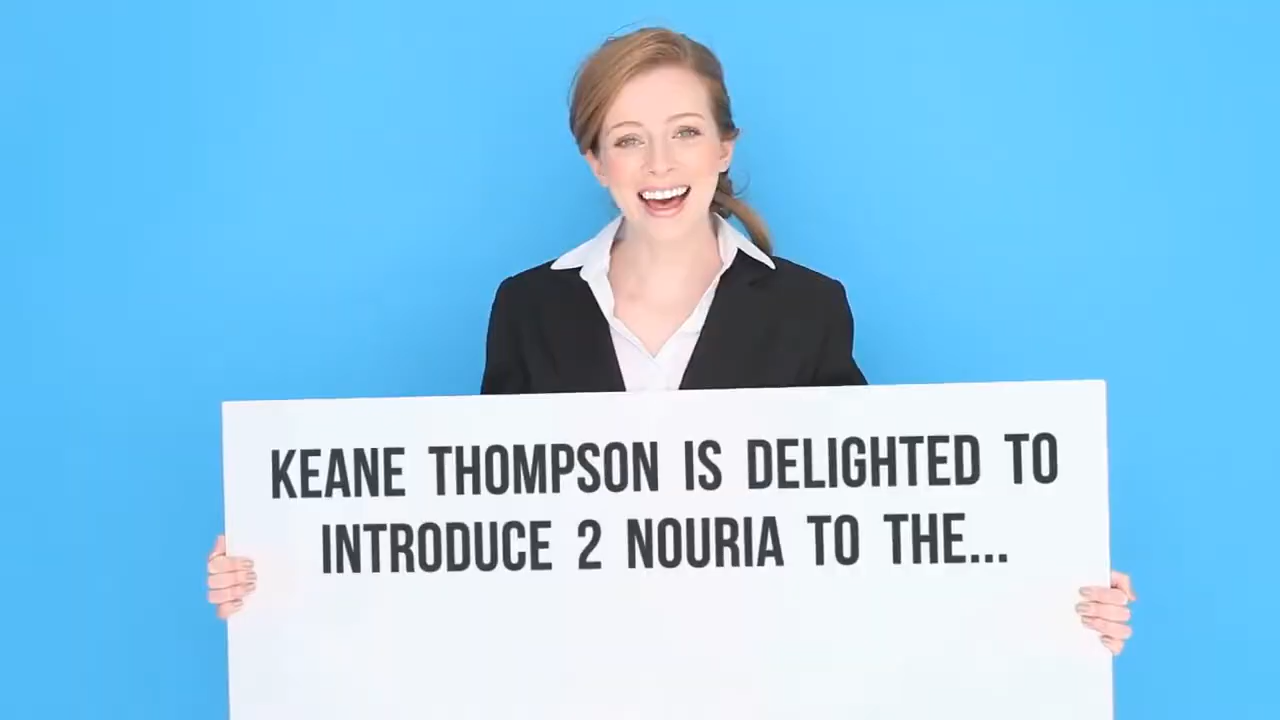 KEANE THOMPSON IS DELIGHTED TO
INTRODUCE 2 NOURIA TO THE...